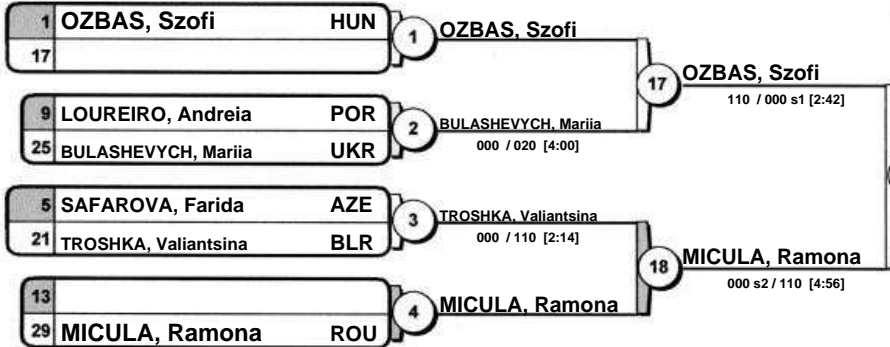 1 OZBAS, Szofi HUN
17
1
OZBAS, Szofi
9 LOUREIRO, Andreia POR
25 BULASHEVYCH, Mariia UKR
2
BULASHEVYCH, Mariia
000 / 020 [4:00]
17
OZBAS, Szofi
110 / 000 s1 [2:42]
5 SAFAROVA, Farida AZE
21 TROSHKA, Valiantsina BLR
3
TROSHKA, Valiantsina
000 / 110 [2:14]
13
29 MICULA, Ramona ROU
4
MICULA, Ramona
18
MICULA, Ramona
000 s2 / 110 [4:56]